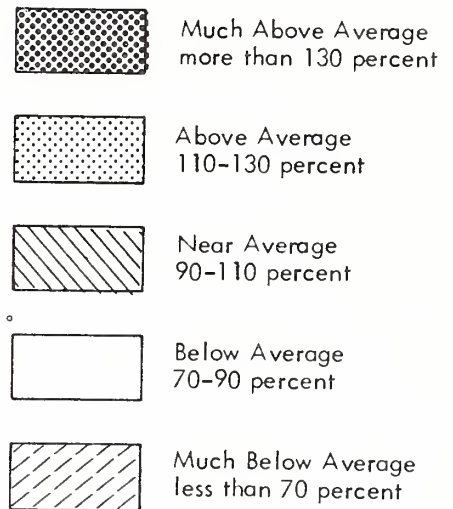 Much Above Average
more than 130 percent
Above Average
110-130 percent
Near Average
90-110 percent
Below Average
70-90 percent
Much Below Average
less than 70 percent